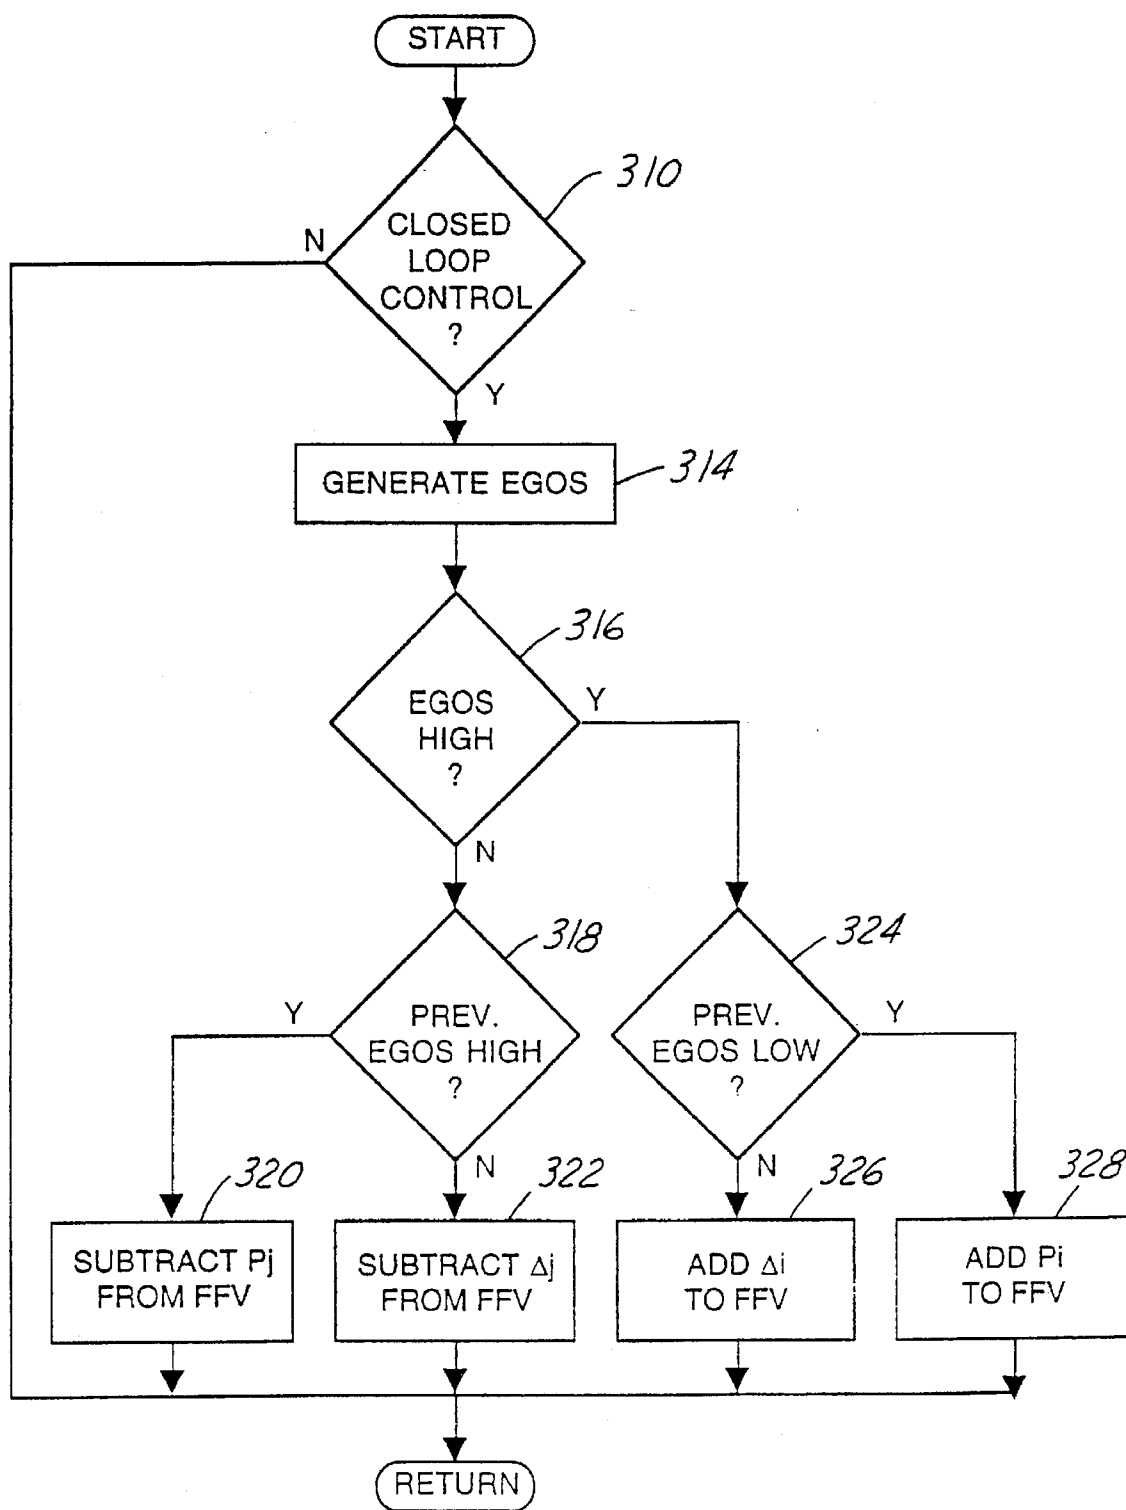 START
310
CLOSED
LOOP
CONTROL
?
N
Y
GENERATE EGOS
314
316
EGOS
HIGH
?
Y
N
318
324
Y
PREV.
EGOS HIGH
?
PREV.
EGOS LOW
?
Y
N
N
320
322
326
328
SUBTRACT Pj
FROM FFV
SUBTRACT Δj
FROM FFV
ADD Δi
TO FFV
ADD Pi
TO FFV
RETURN